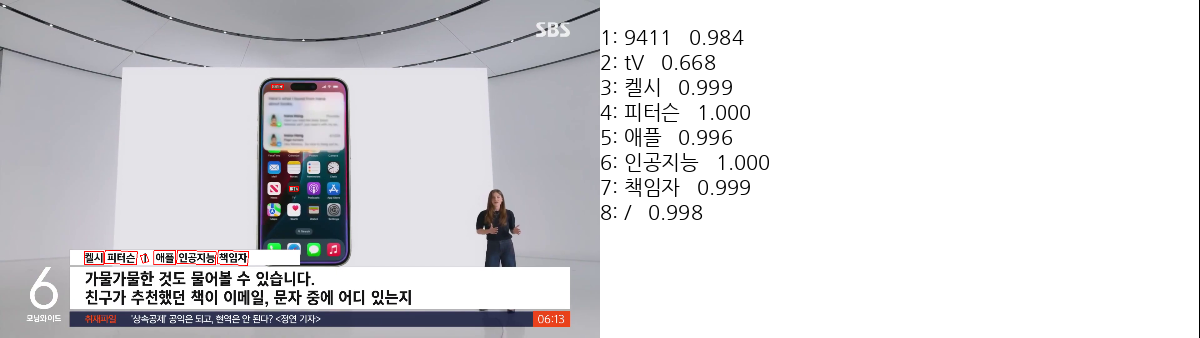 SBS
9:41
tv
켈시 피터슨 / 애플 인공지능 책임자
가물가물한 것도 물어볼 수 있습니다.
친구가 추천했던 책이 이메일, 문자 중에 어디 있는지
6
모닝와이드
취재파일 '상속공제' 공익은 되고, 현역은 안 된다? <정연 기자>
06:13
1: 9411 0.984
2: tV 0.668
3: 켈시 0.999
4: 피터슨 1.000
5: 애플 0.996
6: 인공지능 1.000
7: 책임자 0.999
8: / 0.998